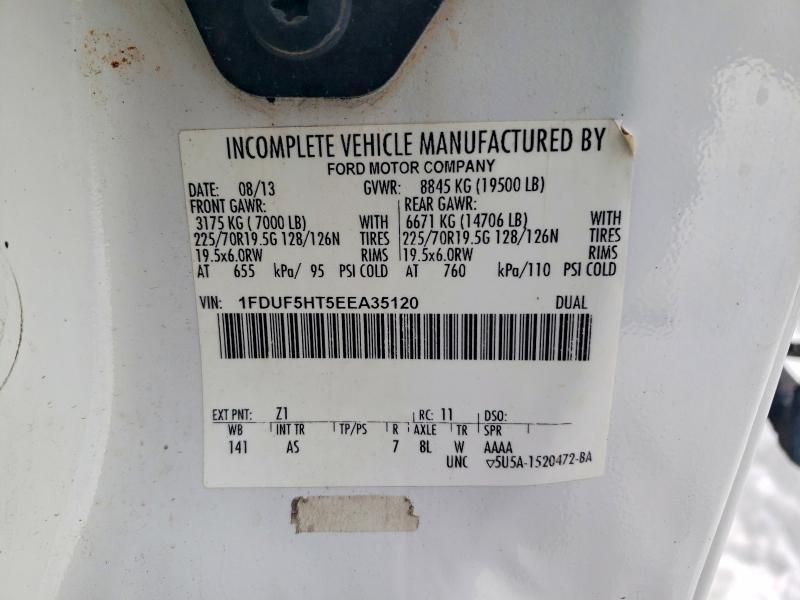 INCOMPLETE VEHICLE MANUFACTURED BY
FORD MOTOR COMPANY
DATE: 08/13 GVWR: 8845 KG (19500 LB)
FRONT GAWR: REAR GAWR:
3175 KG ( 7000 LB) WITH 6671 KG (14706 LB) WITH
225/70R19.5G 128/126N TIRES 225/70R19.5G 128/126N TIRES
19.5x6.0RW RIMS 19.5x6.0RW RIMS
AT 655 kPa/ 95 PSI COLD AT 760 kPa/110 PSI COLD
VIN: 1FDUF5HT5EEA35120 DUAL
EXT PNT: Z1 RC: 11 DSO:
WB INT TR TP/PS R AXLE TR SPR
141 AS 7 8L W AAAA
UNC ▽5U5A-1520472-BA